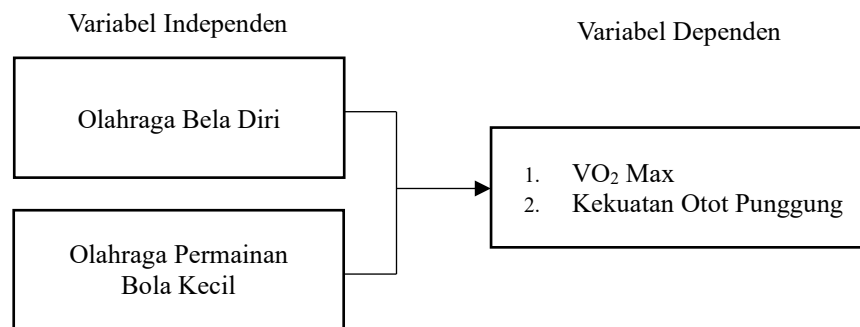 Variabel Independen
Variabel Dependen
Olahraga Bela Diri
1. VO₂ Max
2. Kekuatan Otot Punggung
Olahraga Permainan
Bola Kecil